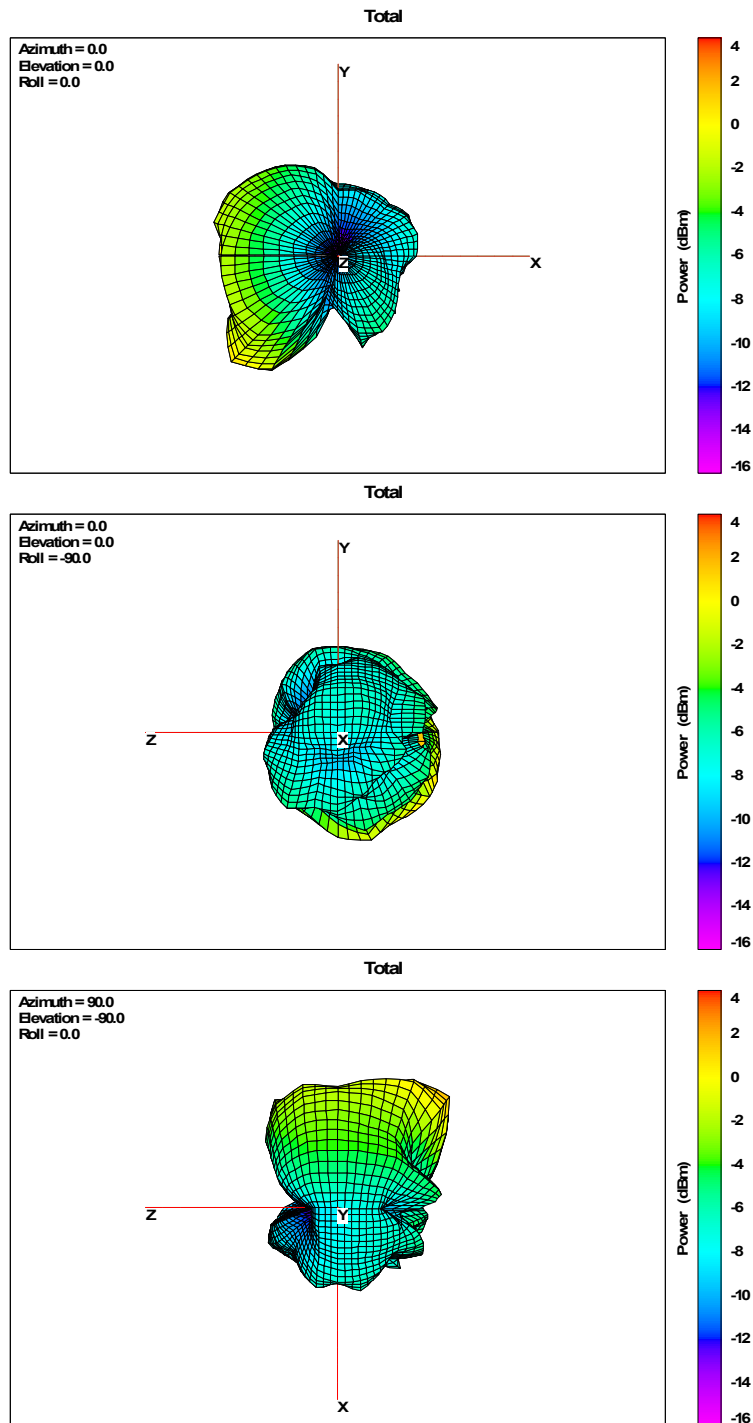 Total
Azimuth = 0.0
Elevation = 0.0
Roll = 0.0
Y
Z
X
4
2
0
-2
-4
-6
-8
-10
-12
-14
-16
Power (dBm)
Total
Azimuth = 0.0
Elevation = 0.0
Roll = -90.0
Y
Z
X
4
2
0
-2
-4
-6
-8
-10
-12
-14
-16
Power (dBm)
Total
Azimuth = 90.0
Elevation = -90.0
Roll = 0.0
Z
Y
X
4
2
0
-2
-4
-6
-8
-10
-12
-14
-16
Power (dBm)